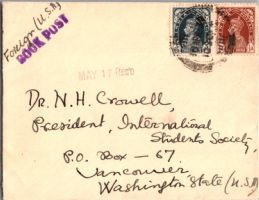 Foreign (U.S.A)
BOOK POST
MAY 17 Rec'd
Dr. N. H. Crowell,
President, International
Students Society,
P.O. Box - 67,
Vancouver
Washington State (U.S.A)